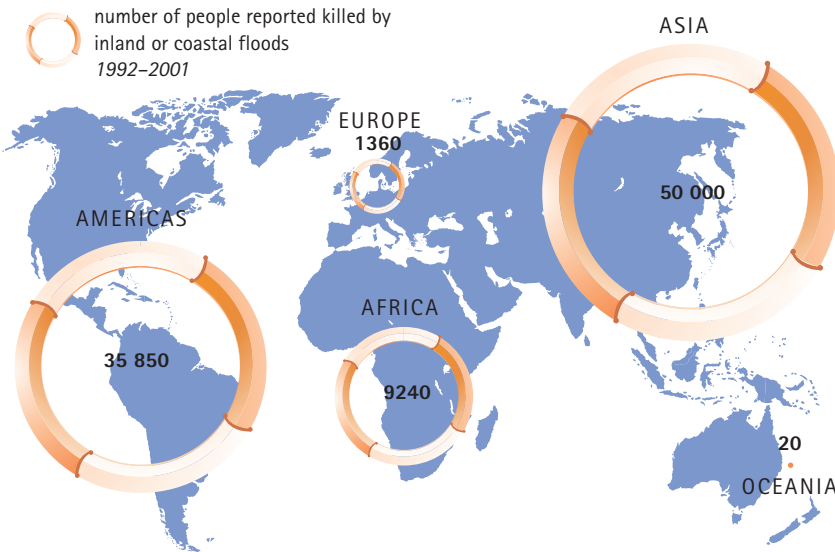 number of people reported killed by
inland or coastal floods
1992–2001
ASIA
50 000
EUROPE
1360
AMERICAS
35 850
AFRICA
9240
20
OCEANIA